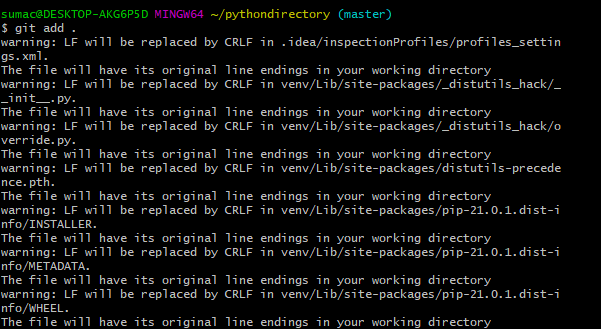 sumac@DESKTOP-AKG6P5D MINGW64 ~/pythondirectory (master)
$ git add .
warning: LF will be replaced by CRLF in .idea/inspectionProfiles/profiles_settin
gs.xml.
The file will have its original line endings in your working directory
warning: LF will be replaced by CRLF in venv/Lib/site-packages/_distutils_hack/_
_init__.py.
The file will have its original line endings in your working directory
warning: LF will be replaced by CRLF in venv/Lib/site-packages/_distutils_hack/o
verride.py.
The file will have its original line endings in your working directory
warning: LF will be replaced by CRLF in venv/Lib/site-packages/distutils-precede
nce.pth.
The file will have its original line endings in your working directory
warning: LF will be replaced by CRLF in venv/Lib/site-packages/pip-21.0.1.dist-i
nfo/INSTALLER.
The file will have its original line endings in your working directory
warning: LF will be replaced by CRLF in venv/Lib/site-packages/pip-21.0.1.dist-i
nfo/METADATA.
The file will have its original line endings in your working directory
warning: LF will be replaced by CRLF in venv/Lib/site-packages/pip-21.0.1.dist-i
nfo/WHEEL.
The file will have its original line endings in your working directory